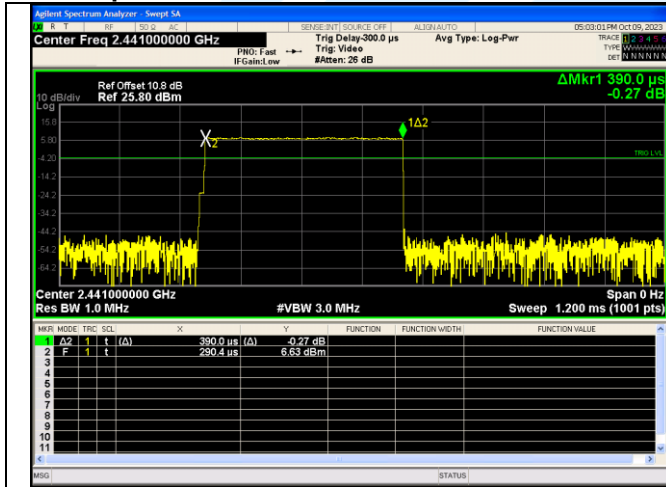 Agilent Spectrum Analyzer - Swept SA
R T RF 50 Ω AC SENSE:INT SOURCE OFF ALIGNAUTO 05:03:01 PM Oct 09, 2023
Center Freq 2.441000000 GHz Trig Delay-300.0 µs Avg Type: Log-Pwr TRACE 1 2 3 4 5 6
PNO: Fast Trig: Video TYPE WWWWWW
IFGain:Low #Atten: 26 dB DET N N N N N N
ΔMkr1 390.0 µs
-0.27 dB
Ref Offset 10.8 dB
10 dB/div Ref 25.80 dBm
Log
15.8
5.80
-4.20
-14.2
-24.2
-34.2
-44.2
-54.2
-64.2
X2
1Δ2
TRIG LVL
Center 2.441000000 GHz Span 0 Hz
Res BW 1.0 MHz #VBW 3.0 MHz Sweep 1.200 ms (1001 pts)
MKR MODE TRC SCL X Y FUNCTION FUNCTION WIDTH FUNCTION VALUE
1 Δ2 1 t (Δ) 390.0 µs (Δ) -0.27 dB
2 F 1 t 290.4 µs 6.63 dBm
3
4
5
6
7
8
9
10
11
MSG STATUS